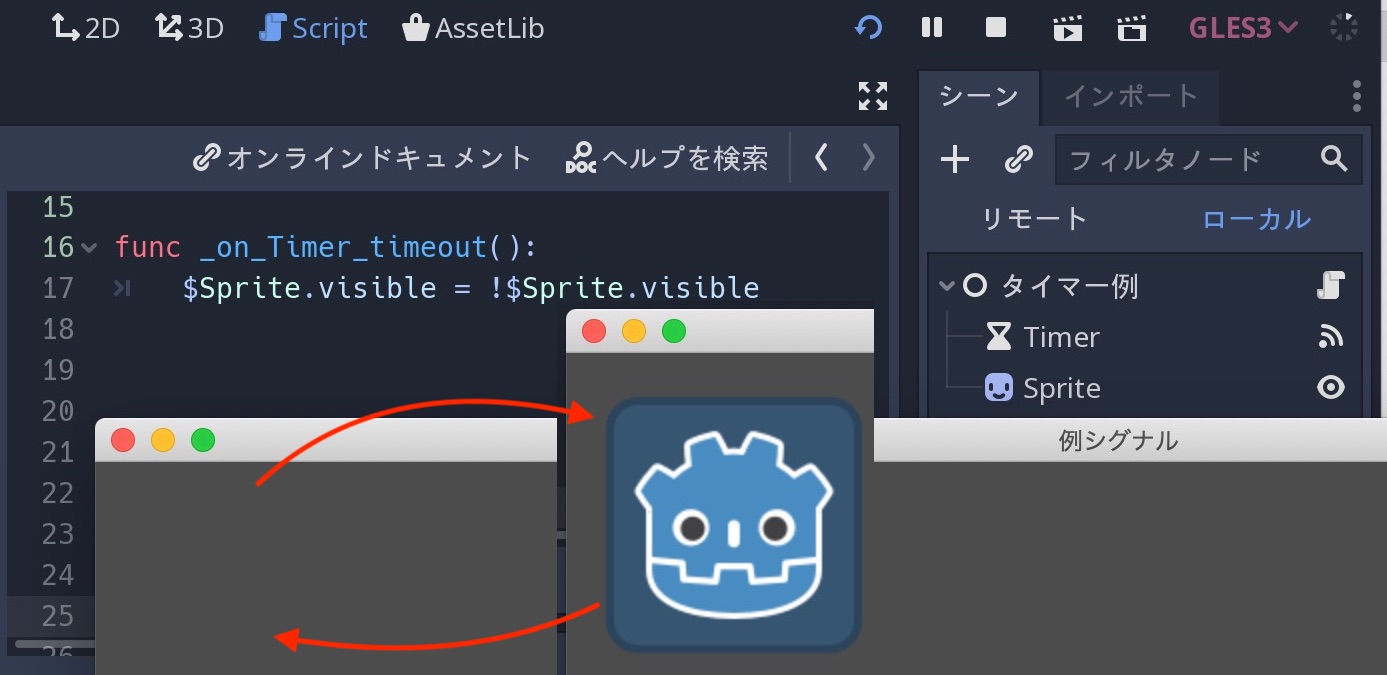 2D 3D Script AssetLib GLES3
シーン インポート
オンラインドキュメント ヘルプを検索
フィルタノード
リモート ローカル
15
16 func _on_Timer_timeout():
17 $Sprite.visible = !$Sprite.visible
18
19
20
21
22
23
24
25
26
タイマー例
Timer
Sprite
例シグナル